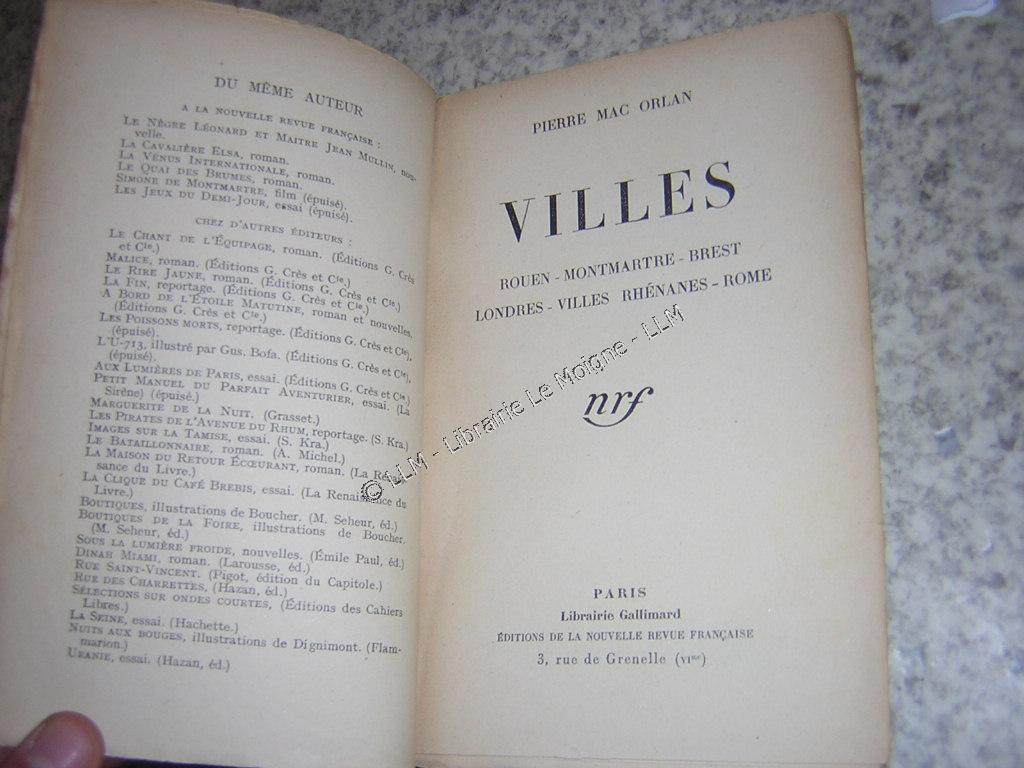 DU MÊME AUTEUR
A LA NOUVELLE REVUE FRANÇAISE :
LE NÈGRE LÉONARD ET MAITRE JEAN MULLIN, nou-
velle.
LA CAVALIÈRE ELSA, roman.
LA VÉNUS INTERNATIONALE, roman.
LE QUAI DES BRUMES, roman.
SIMONE DE MONTMARTRE, film (épuisé).
LES JEUX DU DEMI-JOUR, essai (épuisé).
CHEZ D'AUTRES ÉDITEURS :
LE CHANT DE L'ÉQUIPAGE, roman. (Éditions G. Crès
et Cie.)
MALICE, roman. (Éditions G. Crès et Cie.)
LE RIRE JAUNE, roman. (Éditions G. Crès et Cie.)
LA FIN, reportage. (Éditions G. Crès et Cie.)
A BORD DE L'ÉTOILE MATUTINE, roman et nouvelles.
(Éditions G. Crès et Cie.)
LES POISSONS MORTS, reportage. (Éditions G. Crès et Cie),
(épuisé).
L'U-713, illustré par Gus. Bofa. (Éditions G. Crès et Cie),
(épuisé).
AUX LUMIÈRES DE PARIS, essai. (Éditions G. Crès et Cie.)
PETIT MANUEL DU PARFAIT AVENTURIER, essai. (La
Sirène) (épuisé.)
MARGUERITE DE LA NUIT. (Grasset.)
LES PIRATES DE L'AVENUE DU RHUM, reportage. (S. Kra.)
IMAGES SUR LA TAMISE, essai. (S. Kra.)
LE BATAILLONNAIRE, roman. (A. Michel.)
LA MAISON DU RETOUR ÉCŒURANT, roman. (La Renais-
sance du Livre.)
LA CLIQUE DU CAFÉ BREBIS, essai. (La Renaissance du
Livre.)
BOUTIQUES, illustrations de Boucher. (M. Seheur, éd.)
BOUTIQUES DE LA FOIRE, illustrations de Boucher.
(M. Seheur, éd.)
SOUS LA LUMIÈRE FROIDE, nouvelles. (Émile Paul, éd.)
DINAH MIAMI, roman. (Larousse, éd.)
RUE SAINT-VINCENT. (Pigot, édition du Capitole.)
RUE DES CHARRETTES, (Hazan, éd.)
SÉLECTIONS SUR ONDES COURTES, (Éditions des Cahiers
Libres.)
LA SEINE, essai. (Hachette.)
NUITS AUX BOUGES, illustrations de Dignimont. (Flam-
marion.)
URANIE, essai. (Hazan, éd.)
PIERRE MAC ORLAN
VILLES
ROUEN - MONTMARTRE - BREST
LONDRES - VILLES RHÉNANES - ROME
nrf
PARIS
Librairie Gallimard
ÉDITIONS DE LA NOUVELLE REVUE FRANÇAISE
3, rue de Grenelle (VIme)
© LLM - Librairie Le Moigne - LLM